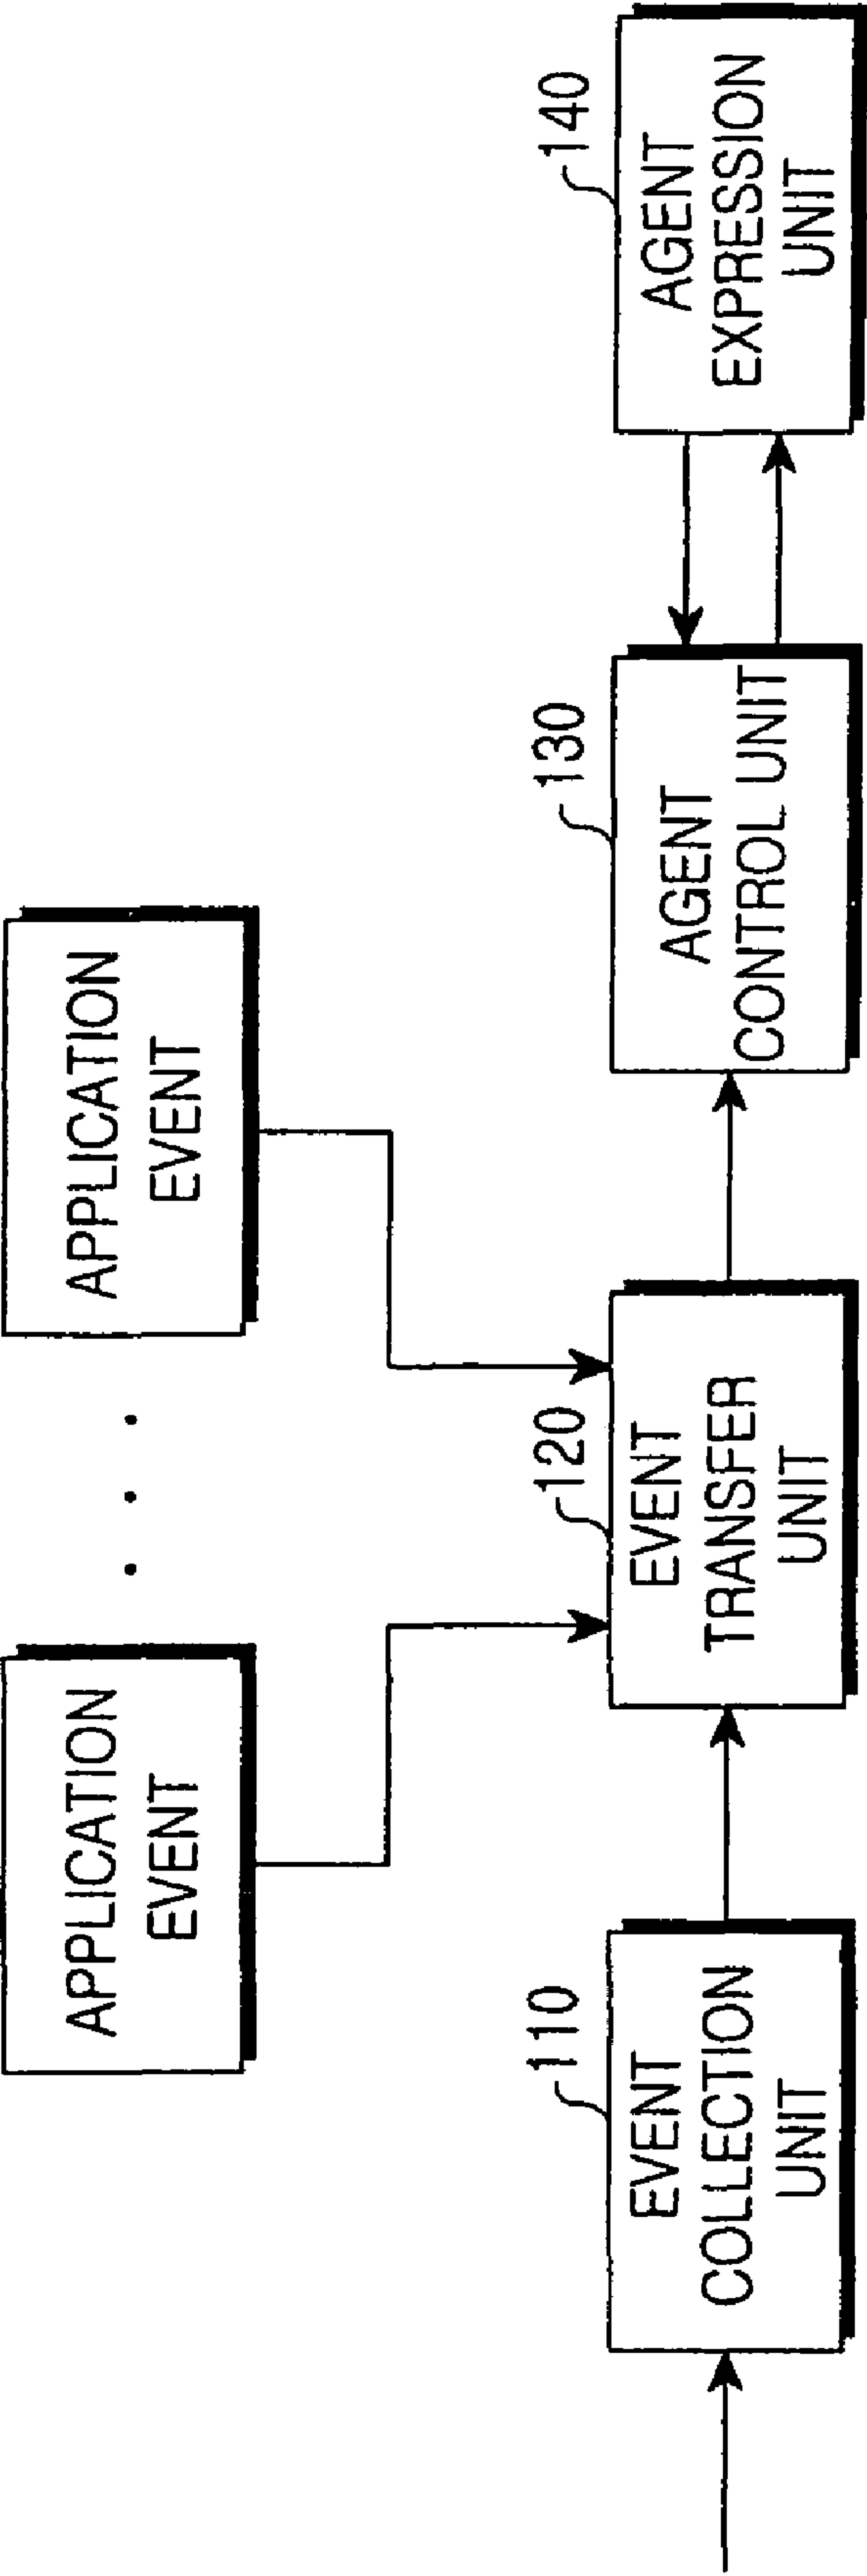 APPLICATION
EVENT
. . .
APPLICATION
EVENT
110
EVENT
COLLECTION
UNIT
120
EVENT
TRANSFER
UNIT
130
AGENT
CONTROL UNIT
140
AGENT
EXPRESSION
UNIT